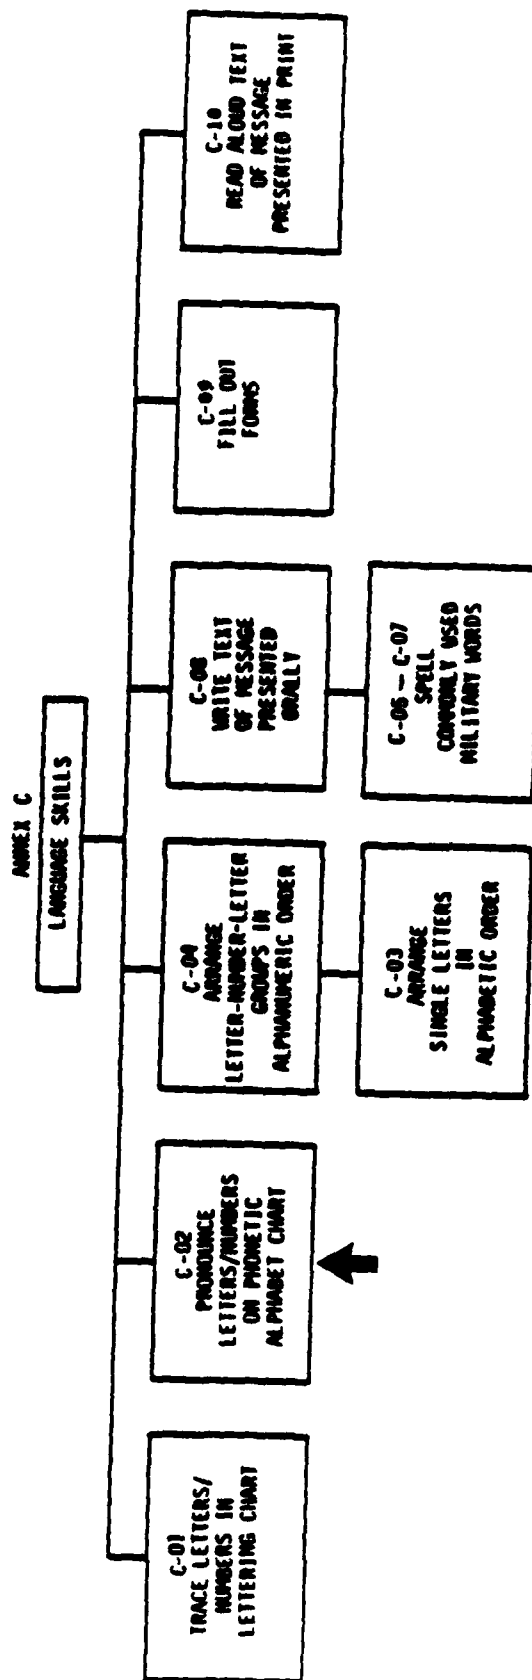 ANNEX C
LANGUAGE SKILLS
C-01
TRACE LETTERS/
NUMBERS IN
LETTERING CHART
C-02
PRONOUNCE
LETTERS/NUMBERS
ON PHONETIC
ALPHABET CHART
C-04
ARRANGE
LETTER-NUMBER-LETTER
GROUPS IN
ALPHANUMERIC ORDER
C-03
ARRANGE
SINGLE LETTERS
IN
ALPHABETIC ORDER
C-08
WRITE TEXT
OF MESSAGE
PRESENTED
ORALLY
C-06 — C-07
SPELL
COMMONLY USED
MILITARY WORDS
C-09
FILL OUT
FORMS
C-10
READ ALOUD TEXT
OF MESSAGE
PRESENTED IN PRINT